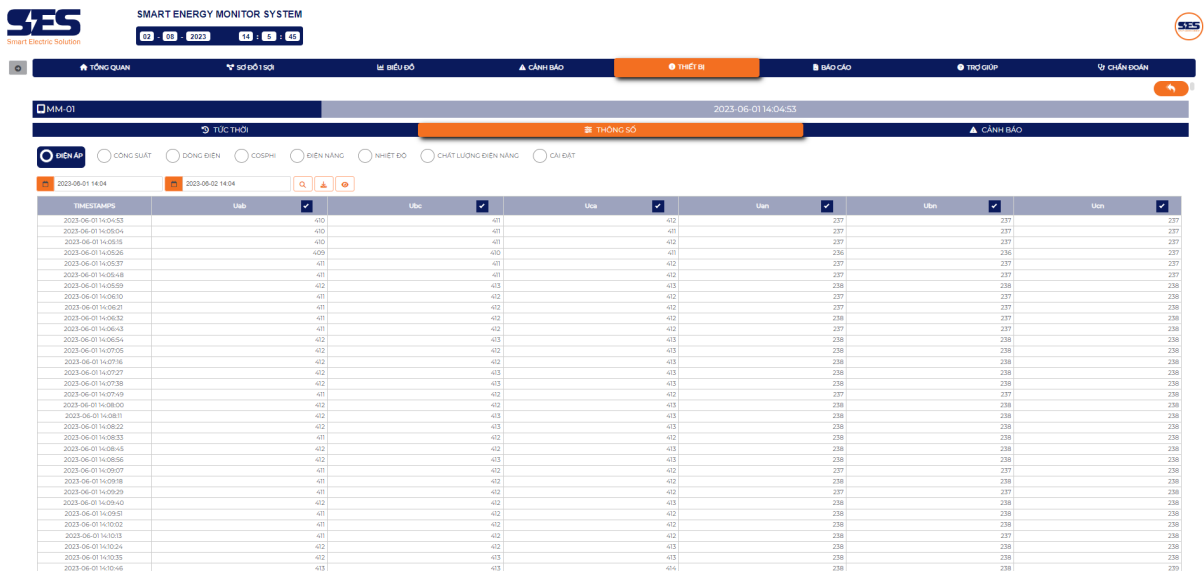 SES
Smart Electric Solution
SMART ENERGY MONITOR SYSTEM
02 - 08 - 2023 14 : 5 : 45
SES
TỔNG QUAN SƠ ĐỒ 1 SỢI BIỂU ĐỒ CẢNH BÁO THIẾT BỊ BÁO CÁO TRỢ GIÚP CHẨN ĐOÁN
MM-01 2023-06-01 14:04:53
TỨC THỜI THÔNG SỐ CẢNH BÁO
ĐIỆN ÁP CÔNG SUẤT DÒNG ĐIỆN COSPHI ĐIỆN NĂNG NHIỆT ĐỘ CHẤT LƯỢNG ĐIỆN NĂNG CÀI ĐẶT
2023-06-01 14:04 2023-06-02 14:04
TIMESTAMPS Uab Ubc Uca Uan Ubn Ucn
2023-06-01 14:04:53 410 411 412 237 237 237
2023-06-01 14:05:04 410 411 411 237 237 237
2023-06-01 14:05:15 410 411 412 237 237 237
2023-06-01 14:05:26 409 410 411 236 236 237
2023-06-01 14:05:37 411 411 412 237 237 237
2023-06-01 14:05:48 411 411 412 237 237 237
2023-06-01 14:05:59 412 413 413 238 238 238
2023-06-01 14:06:10 411 412 412 237 237 238
2023-06-01 14:06:21 411 412 412 237 237 238
2023-06-01 14:06:32 411 412 412 238 237 238
2023-06-01 14:06:43 411 412 412 237 237 238
2023-06-01 14:06:54 412 413 413 238 238 238
2023-06-01 14:07:05 412 412 413 238 238 238
2023-06-01 14:07:16 412 412 413 238 238 238
2023-06-01 14:07:27 412 413 413 238 238 238
2023-06-01 14:07:38 412 413 413 238 238 238
2023-06-01 14:07:49 411 412 412 237 237 238
2023-06-01 14:08:00 412 412 413 238 238 238
2023-06-01 14:08:11 412 413 413 238 238 238
2023-06-01 14:08:22 412 413 413 238 238 238
2023-06-01 14:08:33 411 412 412 238 238 238
2023-06-01 14:08:45 412 412 413 238 238 238
2023-06-01 14:08:56 412 413 413 238 238 238
2023-06-01 14:09:07 411 412 412 237 238 238
2023-06-01 14:09:18 411 412 412 238 238 238
2023-06-01 14:09:29 411 412 412 238 237 238
2023-06-01 14:09:40 412 412 413 238 238 238
2023-06-01 14:09:51 411 412 412 238 238 238
2023-06-01 14:10:02 411 412 412 238 238 238
2023-06-01 14:10:13 411 412 412 238 237 238
2023-06-01 14:10:24 412 412 413 238 238 238
2023-06-01 14:10:35 412 413 413 238 238 238
2023-06-01 14:10:46 413 413 414 238 238 239